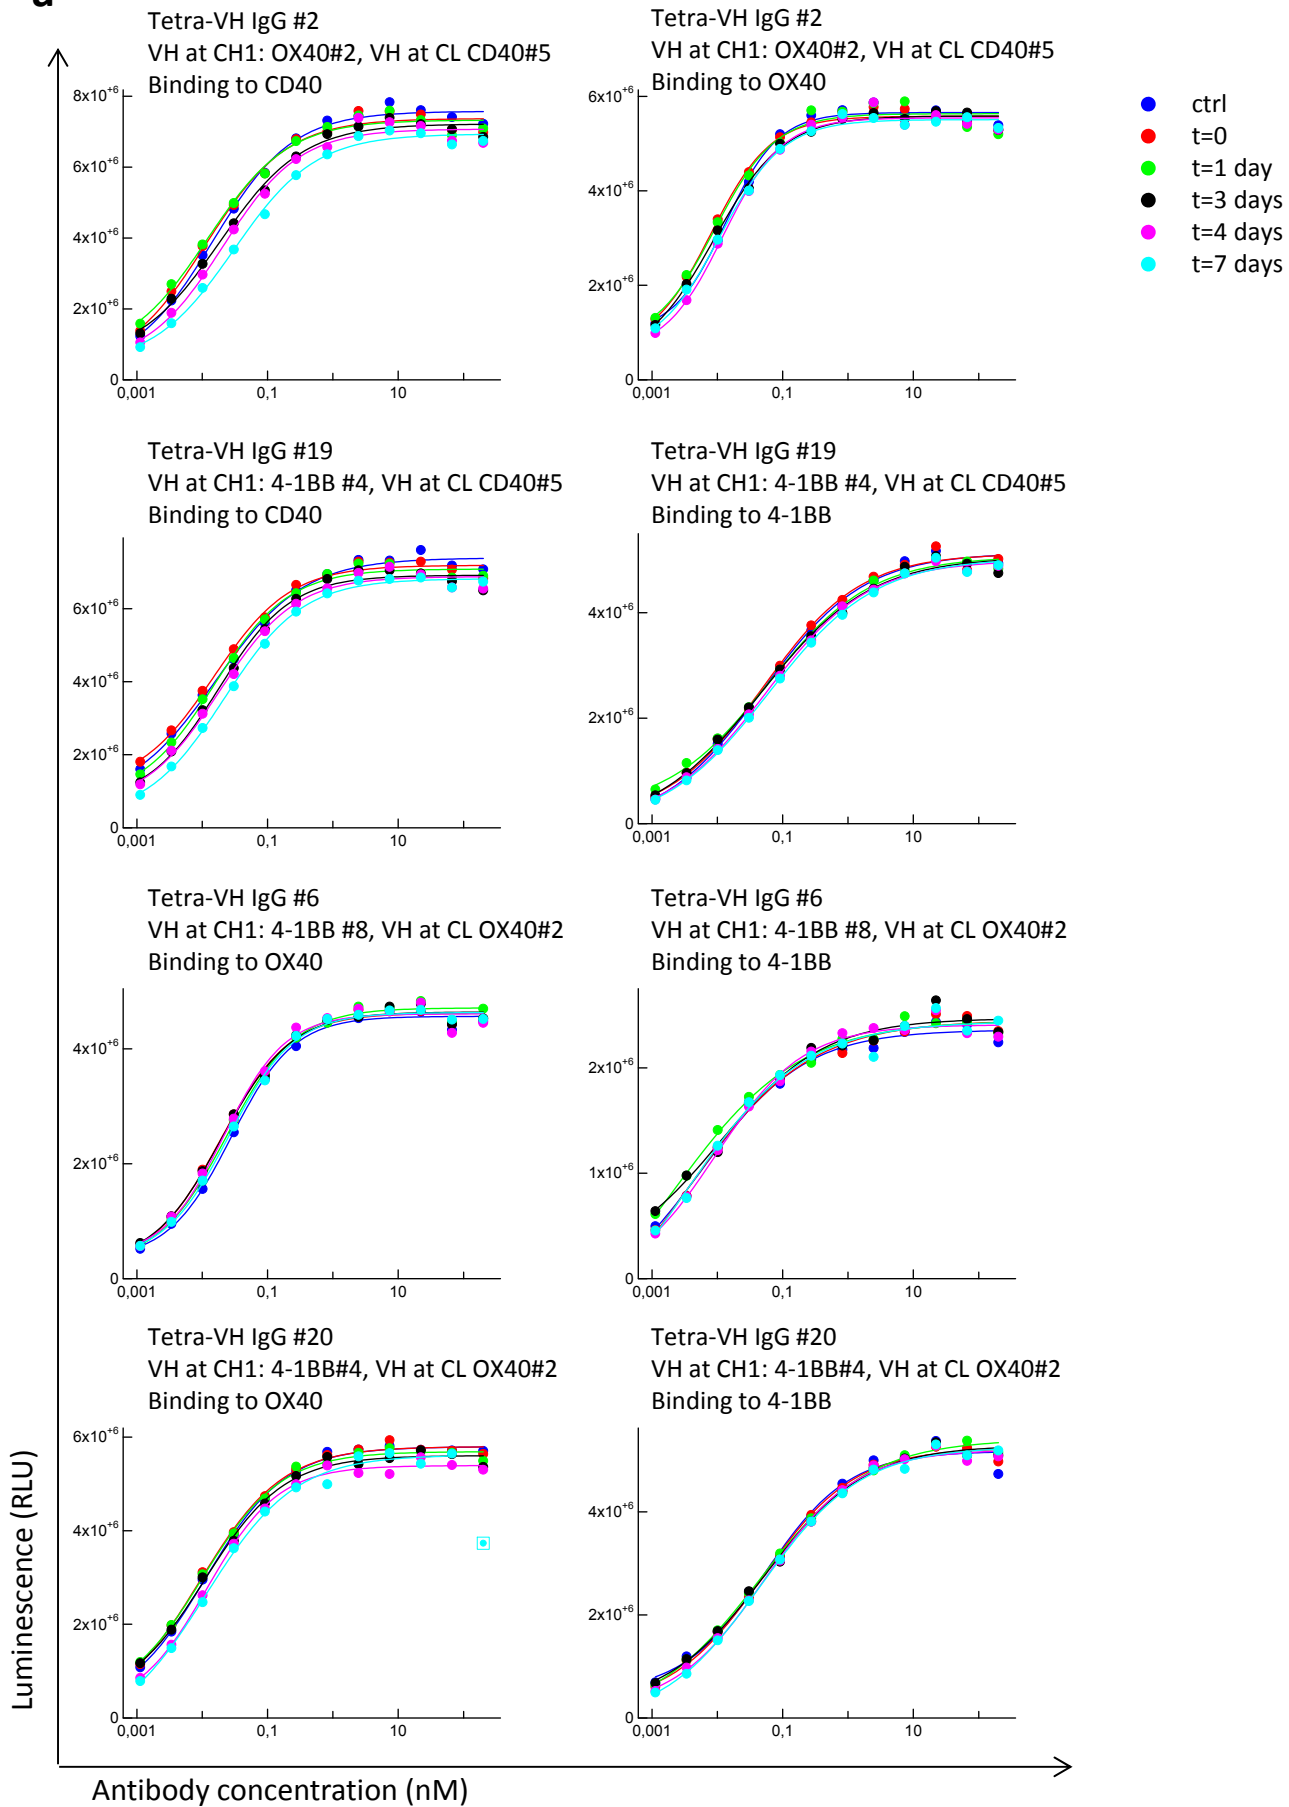 a
Tetra-VH IgG #2
VH at CH1: OX40#2, VH at CL CD40#5
Binding to CD40
8x10+6
6x10+6
4x10+6
2x10+6
0
0,001
0,1
10
Tetra-VH IgG #2
VH at CH1: OX40#2, VH at CL CD40#5
Binding to OX40
6x10+6
4x10+6
2x10+6
0
0,001
0,1
10
ctrl
t=0
t=1 day
t=3 days
t=4 days
t=7 days
Tetra-VH IgG #19
VH at CH1: 4-1BB #4, VH at CL CD40#5
Binding to CD40
6x10+6
4x10+6
2x10+6
0
0,001
0,1
10
Tetra-VH IgG #19
VH at CH1: 4-1BB #4, VH at CL CD40#5
Binding to 4-1BB
4x10+6
2x10+6
0
0,001
0,1
10
Tetra-VH IgG #6
VH at CH1: 4-1BB #8, VH at CL OX40#2
Binding to OX40
4x10+6
2x10+6
0
0,001
0,1
10
Tetra-VH IgG #6
VH at CH1: 4-1BB #8, VH at CL OX40#2
Binding to 4-1BB
2x10+6
1x10+6
0
0,001
0,1
10
Tetra-VH IgG #20
VH at CH1: 4-1BB#4, VH at CL OX40#2
Binding to OX40
6x10+6
4x10+6
2x10+6
0
0,001
0,1
10
Tetra-VH IgG #20
VH at CH1: 4-1BB#4, VH at CL OX40#2
Binding to 4-1BB
4x10+6
2x10+6
0
0,001
0,1
10
Luminescence (RLU)
Antibody concentration (nM)